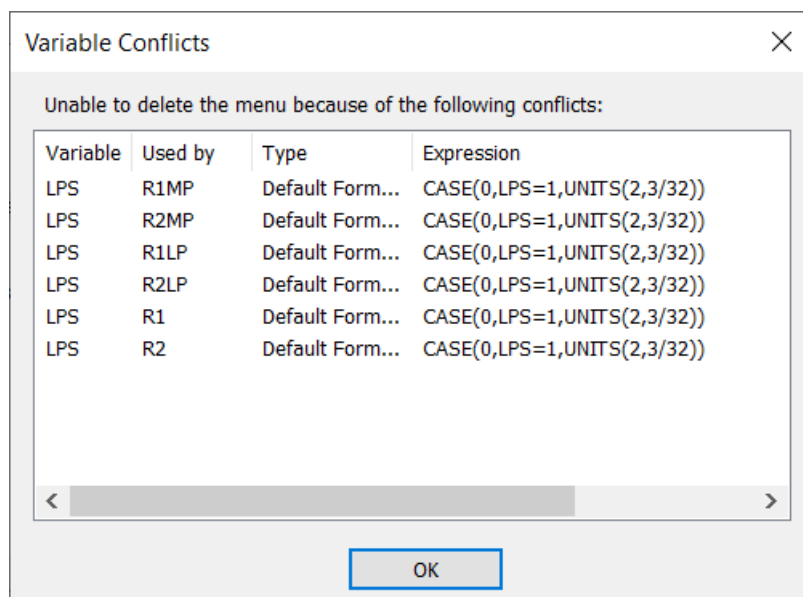 Variable Conflicts
Unable to delete the menu because of the following conflicts:
Variable Used by Type Expression
LPS R1MP Default Form... CASE(0,LPS=1,UNITS(2,3/32))
LPS R2MP Default Form... CASE(0,LPS=1,UNITS(2,3/32))
LPS R1LP Default Form... CASE(0,LPS=1,UNITS(2,3/32))
LPS R2LP Default Form... CASE(0,LPS=1,UNITS(2,3/32))
LPS R1 Default Form... CASE(0,LPS=1,UNITS(2,3/32))
LPS R2 Default Form... CASE(0,LPS=1,UNITS(2,3/32))
OK